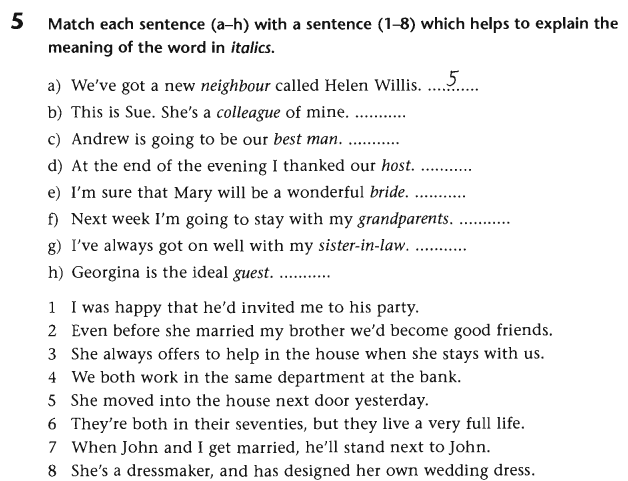 5 Match each sentence (a–h) with a sentence (1–8) which helps to explain the
meaning of the word in italics.
a) We've got a new neighbour called Helen Willis. ....5......
b) This is Sue. She's a colleague of mine. ...........
c) Andrew is going to be our best man. ...........
d) At the end of the evening I thanked our host. ...........
e) I'm sure that Mary will be a wonderful bride. ...........
f) Next week I'm going to stay with my grandparents. ...........
g) I've always got on well with my sister-in-law. ...........
h) Georgina is the ideal guest. ...........
1 I was happy that he'd invited me to his party.
2 Even before she married my brother we'd become good friends.
3 She always offers to help in the house when she stays with us.
4 We both work in the same department at the bank.
5 She moved into the house next door yesterday.
6 They're both in their seventies, but they live a very full life.
7 When John and I get married, he'll stand next to John.
8 She's a dressmaker, and has designed her own wedding dress.